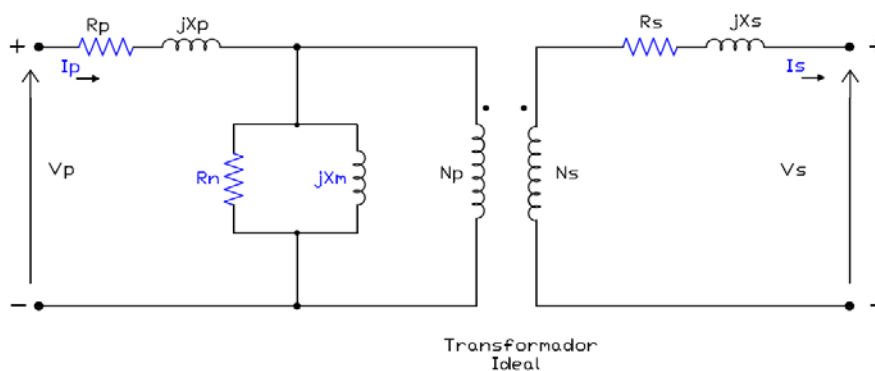 Rp jXp Rs jXs
+ +
Ip Is
Vp Rn jXm Np Ns Vs
− −
Transformador
Ideal